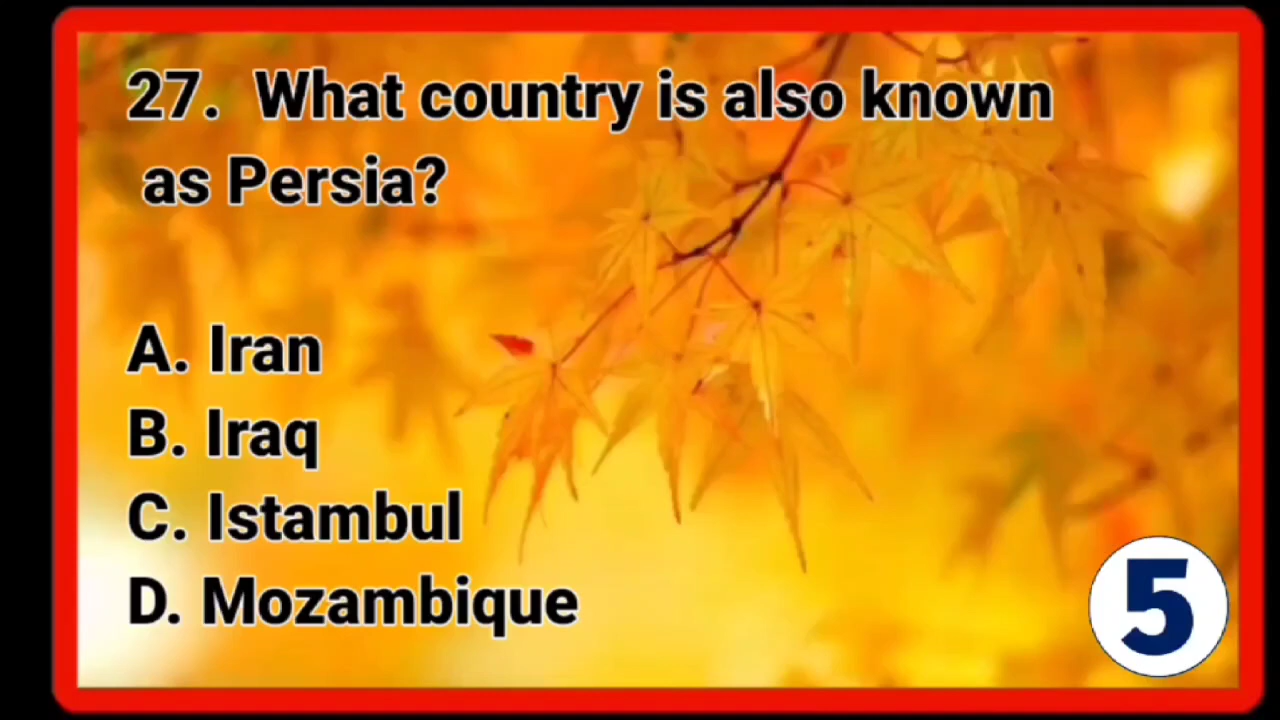 27. What country is also known
as Persia?
A. Iran
B. Iraq
C. Istambul
D. Mozambique
5